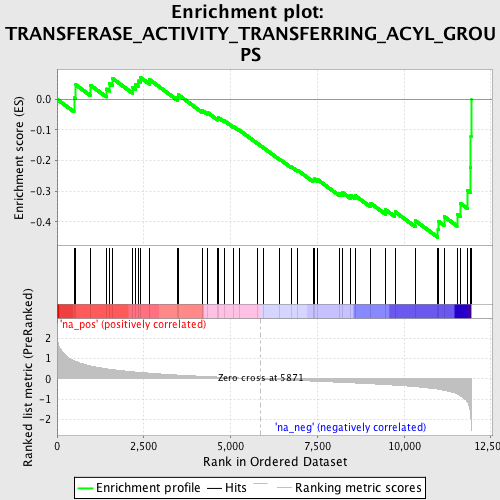 Enrichment plot:
TRANSFERASE_ACTIVITY_TRANSFERRING_ACYL_GROU
PS
Enrichment score (ES)
0.0
-0.1
-0.2
-0.3
-0.4
'na_pos' (positively correlated)
Ranked list metric (PreRanked)
2
1
0
-1
-2
Zero cross at 5871
'na_neg' (negatively correlated)
0
2,500
5,000
7,500
10,000
12,500
Rank in Ordered Dataset
Enrichment profile
Hits
Ranking metric scores